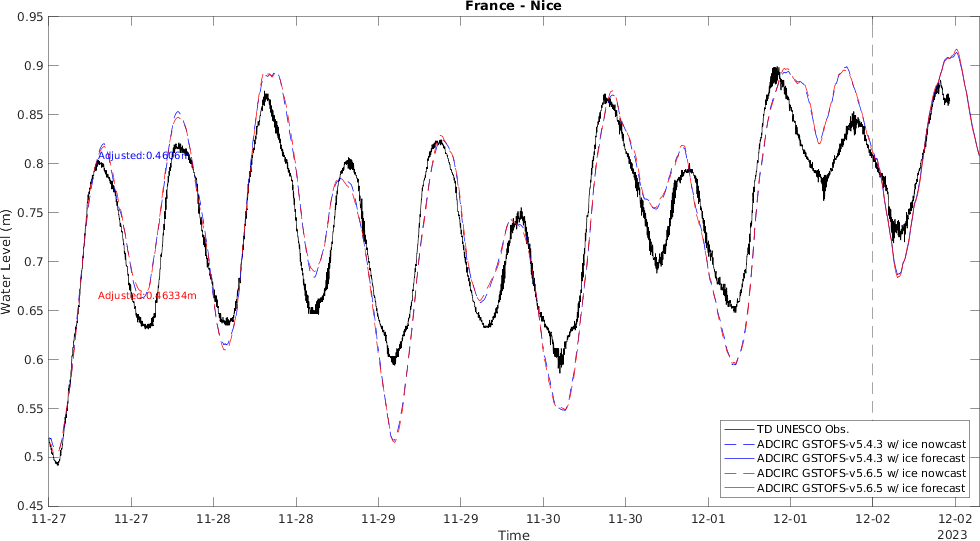 France - Nice
Water Level (m)
0.95
0.9
0.85
0.8
0.75
0.7
0.65
0.6
0.55
0.5
0.45
Adjusted:0.4606m
Adjusted:0.46334m
TD UNESCO Obs.
ADCIRC GSTOFS-v5.4.3 w/ ice nowcast
ADCIRC GSTOFS-v5.4.3 w/ ice forecast
ADCIRC GSTOFS-v5.6.5 w/ ice nowcast
ADCIRC GSTOFS-v5.6.5 w/ ice forecast
11-27 11-27 11-28 11-28 11-29 11-29 11-30 11-30 12-01 12-01 12-02 12-02
Time
2023